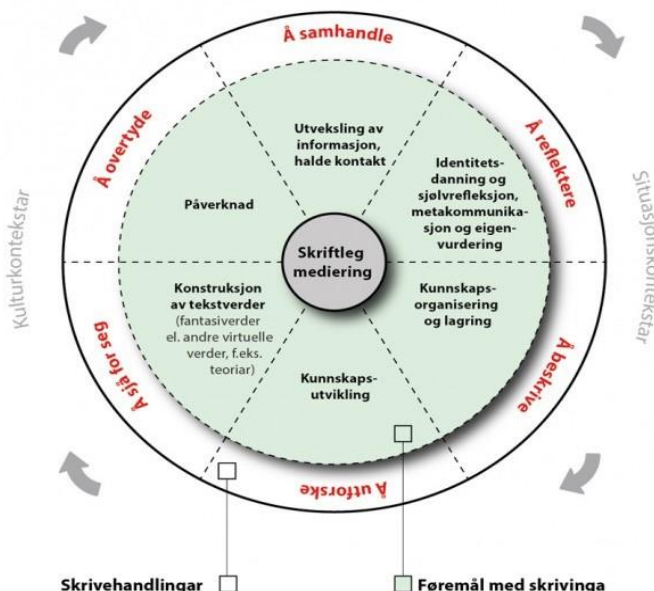 Å samhandle
Å overtyde
Å reflektere
Utveksling av
informasjon,
halde kontakt
Identitets-
danning og
sjølvrefleksjon,
metakommunika-
sjon og eigen-
vurdering
Påverknad
Kulturkontekstar
Situasjonskontekstar
Skriftleg
mediering
Konstruksjon
av tekstverder
(fantasiverder
el. andre virtuelle
verder, f.eks.
teoriar)
Kunnskaps-
organisering
og lagring
Kunnskaps-
utvikling
Å sjå for seg
Å beskrive
Å utforske
Skrivehandlingar
Føremål med skrivinga